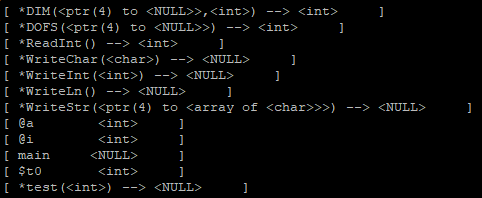 [ *DIM(<ptr(4) to <NULL>>,<int>) --> <int> ]
[ *DOFS(<ptr(4) to <NULL>>) --> <int> ]
[ *ReadInt() --> <int> ]
[ *WriteChar(<char>) --> <NULL> ]
[ *WriteInt(<int>) --> <NULL> ]
[ *WriteLn() --> <NULL> ]
[ *WriteStr(<ptr(4) to <array of <char>>>) --> <NULL> ]
[ @a <int> ]
[ @i <int> ]
[ main <NULL> ]
[ $t0 <int> ]
[ *test(<int>) --> <NULL> ]